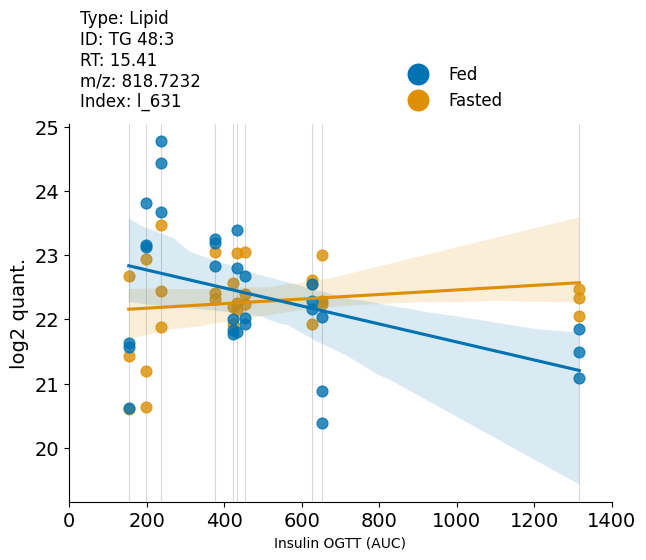 Type: Lipid
ID: TG 48:3
RT: 15.41
m/z: 818.7232
Index: l_631
Fed
Fasted
25
24
23
22
21
20
log2 quant.
0 200 400 600 800 1000 1200 1400
Insulin OGTT (AUC)